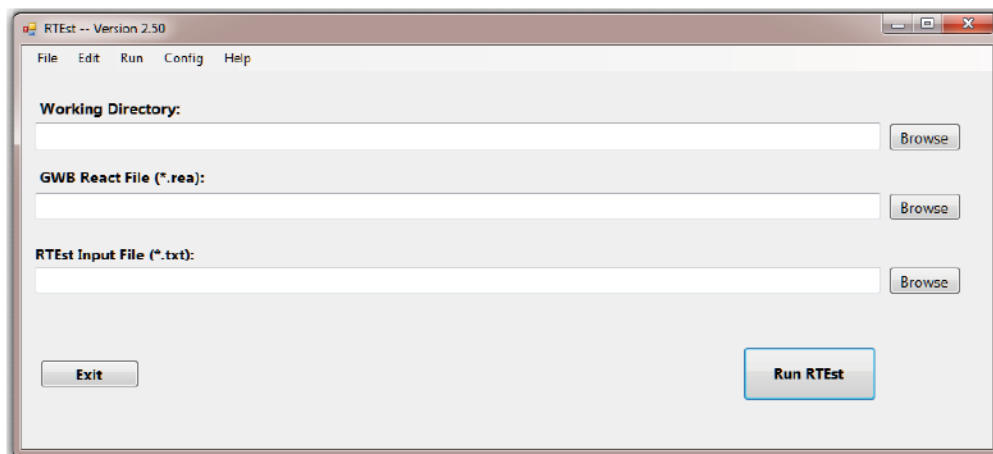 RTEst -- Version 2.50
File Edit Run Config Help
Working Directory:
Browse
GWB React File (*.rea):
Browse
RTEst Input File (*.txt):
Browse
Exit
Run RTEst